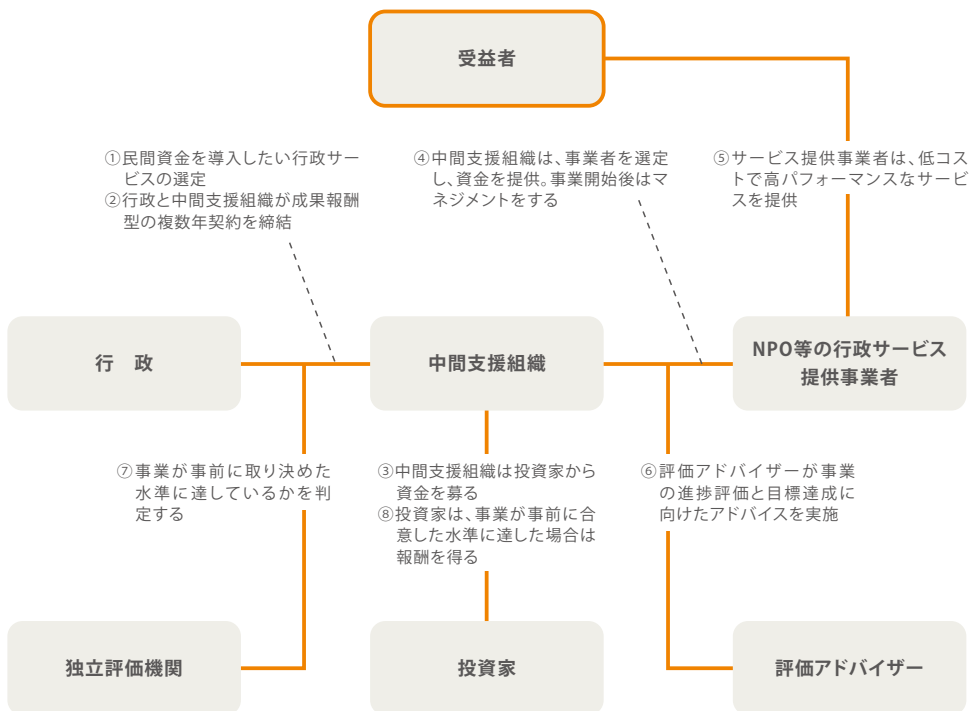 受益者
①民間資金を導入したい行政サー
ビスの選定
②行政と中間支援組織が成果報酬
型の複数年契約を締結
④中間支援組織は、事業者を選定
し、資金を提供。事業開始後はマ
ネジメントをする
⑤サービス提供事業者は、低コス
トで高パフォーマンスなサービ
スを提供
行　政
中間支援組織
NPO等の行政サービス
提供事業者
⑦事業が事前に取り決めた
水準に達しているかを判
定する
③中間支援組織は投資家から
資金を募る
⑧投資家は、事業が事前に合
意した水準に達した場合は
報酬を得る
⑥評価アドバイザーが事業
の進捗評価と目標達成に
向けたアドバイスを実施
独立評価機関
投資家
評価アドバイザー